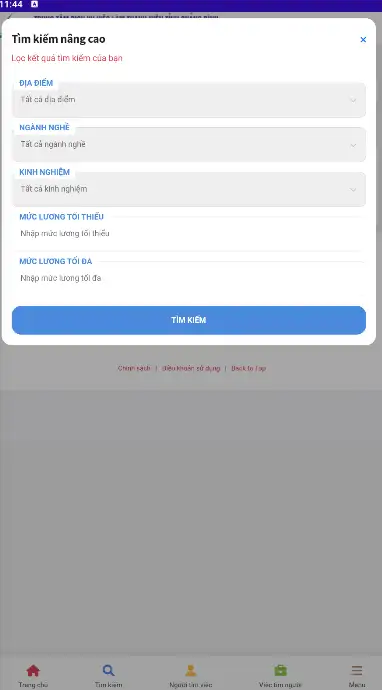 11:44
Tìm kiếm nâng cao
×
Lọc kết quả tìm kiếm của bạn
ĐỊA ĐIỂM
Tất cả địa điểm
NGÀNH NGHỀ
Tất cả ngành nghề
KINH NGHIỆM
Tất cả kinh nghiệm
MỨC LƯƠNG TỐI THIỂU
Nhập mức lương tối thiểu
MỨC LƯƠNG TỐI ĐA
Nhập mức lương tối đa
TÌM KIẾM
Chính sách | Điều khoản sử dụng | Back to Top
Trang chủ Tìm kiếm Người tìm việc Việc tìm người Menu